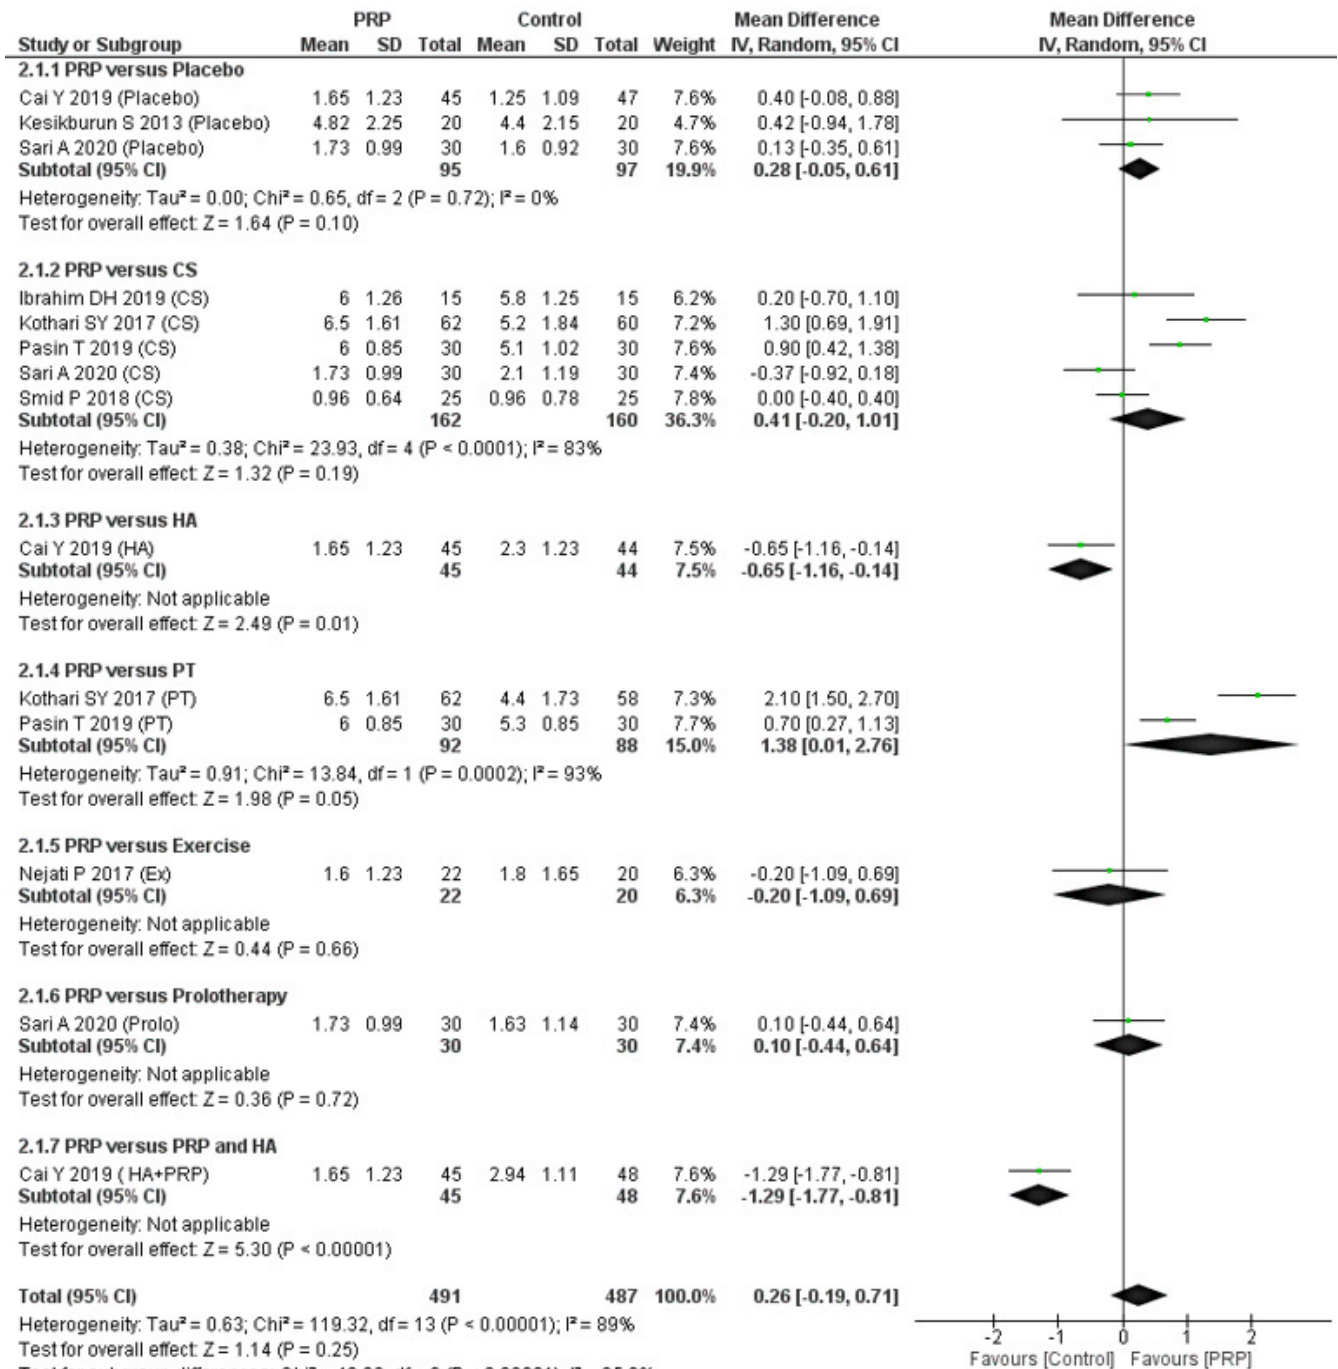 PRP Control Mean Difference Mean Difference
Study or Subgroup Mean SD Total Mean SD Total Weight IV, Random, 95% CI IV, Random, 95% CI
2.1.1 PRP versus Placebo
Cai Y 2019 (Placebo) 1.65 1.23 45 1.25 1.09 47 7.6% 0.40 [-0.08, 0.88]
Kesikburun S 2013 (Placebo) 4.82 2.25 20 4.4 2.15 20 4.7% 0.42 [-0.94, 1.78]
Sari A 2020 (Placebo) 1.73 0.99 30 1.6 0.92 30 7.6% 0.13 [-0.35, 0.61]
Subtotal (95% CI) 95 97 19.9% 0.28 [-0.05, 0.61]
Heterogeneity: Tau² = 0.00; Chi² = 0.65, df = 2 (P = 0.72); I² = 0%
Test for overall effect: Z = 1.64 (P = 0.10)
2.1.2 PRP versus CS
Ibrahim DH 2019 (CS) 6 1.26 15 5.8 1.25 15 6.2% 0.20 [-0.70, 1.10]
Kothari SY 2017 (CS) 6.5 1.61 62 5.2 1.84 60 7.2% 1.30 [0.69, 1.91]
Pasin T 2019 (CS) 6 0.85 30 5.1 1.02 30 7.6% 0.90 [0.42, 1.38]
Sari A 2020 (CS) 1.73 0.99 30 2.1 1.19 30 7.4% -0.37 [-0.92, 0.18]
Smid P 2018 (CS) 0.96 0.64 25 0.96 0.78 25 7.8% 0.00 [-0.40, 0.40]
Subtotal (95% CI) 162 160 36.3% 0.41 [-0.20, 1.01]
Heterogeneity: Tau² = 0.38; Chi² = 23.93, df = 4 (P < 0.0001); I² = 83%
Test for overall effect: Z = 1.32 (P = 0.19)
2.1.3 PRP versus HA
Cai Y 2019 (HA) 1.65 1.23 45 2.3 1.23 44 7.5% -0.65 [-1.16, -0.14]
Subtotal (95% CI) 45 44 7.5% -0.65 [-1.16, -0.14]
Heterogeneity: Not applicable
Test for overall effect: Z = 2.49 (P = 0.01)
2.1.4 PRP versus PT
Kothari SY 2017 (PT) 6.5 1.61 62 4.4 1.73 58 7.3% 2.10 [1.50, 2.70]
Pasin T 2019 (PT) 6 0.85 30 5.3 0.85 30 7.7% 0.70 [0.27, 1.13]
Subtotal (95% CI) 92 88 15.0% 1.38 [0.01, 2.76]
Heterogeneity: Tau² = 0.91; Chi² = 13.84, df = 1 (P = 0.0002); I² = 93%
Test for overall effect: Z = 1.98 (P = 0.05)
2.1.5 PRP versus Exercise
Nejati P 2017 (Ex) 1.6 1.23 22 1.8 1.65 20 6.3% -0.20 [-1.09, 0.69]
Subtotal (95% CI) 22 20 6.3% -0.20 [-1.09, 0.69]
Heterogeneity: Not applicable
Test for overall effect: Z = 0.44 (P = 0.66)
2.1.6 PRP versus Prolotherapy
Sari A 2020 (Prolo) 1.73 0.99 30 1.63 1.14 30 7.4% 0.10 [-0.44, 0.64]
Subtotal (95% CI) 30 30 7.4% 0.10 [-0.44, 0.64]
Heterogeneity: Not applicable
Test for overall effect: Z = 0.36 (P = 0.72)
2.1.7 PRP versus PRP and HA
Cai Y 2019 ( HA+PRP) 1.65 1.23 45 2.94 1.11 48 7.6% -1.29 [-1.77, -0.81]
Subtotal (95% CI) 45 48 7.6% -1.29 [-1.77, -0.81]
Heterogeneity: Not applicable
Test for overall effect: Z = 5.30 (P < 0.00001)
Total (95% CI) 491 487 100.0% 0.26 [-0.19, 0.71]
Heterogeneity: Tau² = 0.63; Chi² = 119.32, df = 13 (P < 0.00001); I² = 89%
-2 -1 0 1 2
Test for overall effect: Z = 1.14 (P = 0.25)
Favours [Control] Favours [PRP]